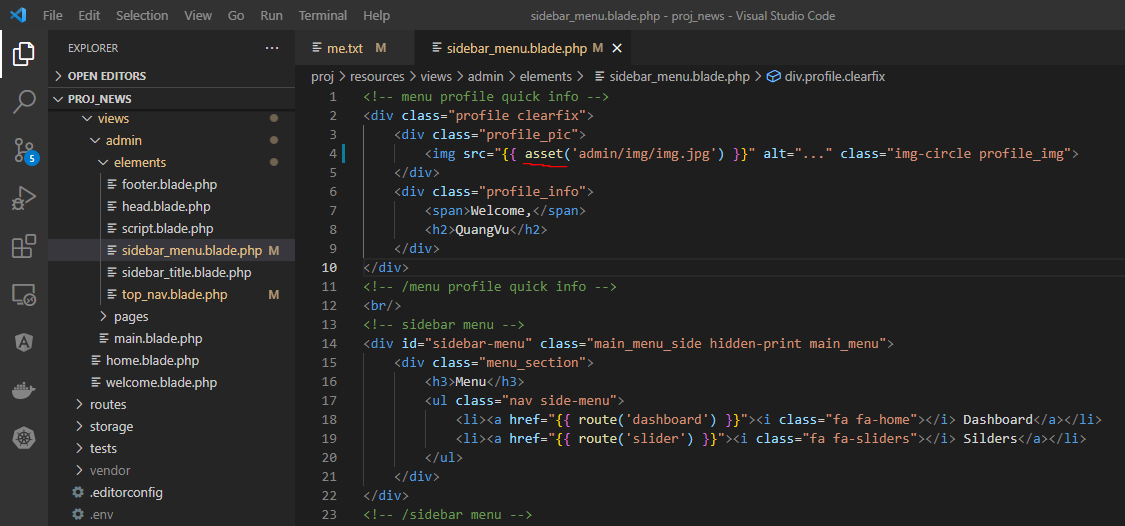 File Edit Selection View Go Run Terminal Help
sidebar_menu.blade.php - proj_news - Visual Studio Code
EXPLORER
OPEN EDITORS
PROJ_NEWS
views
admin
elements
footer.blade.php
head.blade.php
script.blade.php
sidebar_menu.blade.php M
sidebar_title.blade.php
top_nav.blade.php M
pages
main.blade.php
home.blade.php
welcome.blade.php
routes
storage
tests
vendor
.editorconfig
.env
5
me.txt M sidebar_menu.blade.php M
proj > resources > views > admin > elements > sidebar_menu.blade.php > div.profile.clearfix
1 <!-- menu profile quick info -->
2 <div class="profile clearfix">
3 <div class="profile_pic">
4 <img src="{{ asset('admin/img/img.jpg') }}" alt="..." class="img-circle profile_img">
5 </div>
6 <div class="profile_info">
7 <span>Welcome,</span>
8 <h2>QuangVu</h2>
9 </div>
10 </div>
11 <!-- /menu profile quick info -->
12 <br/>
13 <!-- sidebar menu -->
14 <div id="sidebar-menu" class="main_menu_side hidden-print main_menu">
15 <div class="menu_section">
16 <h3>Menu</h3>
17 <ul class="nav side-menu">
18 <li><a href="{{ route('dashboard') }}"><i class="fa fa-home"></i> Dashboard</a></li>
19 <li><a href="{{ route('slider') }}"><i class="fa fa-sliders"></i> Silders</a></li>
20 </ul>
21 </div>
22 </div>
23 <!-- /sidebar menu -->